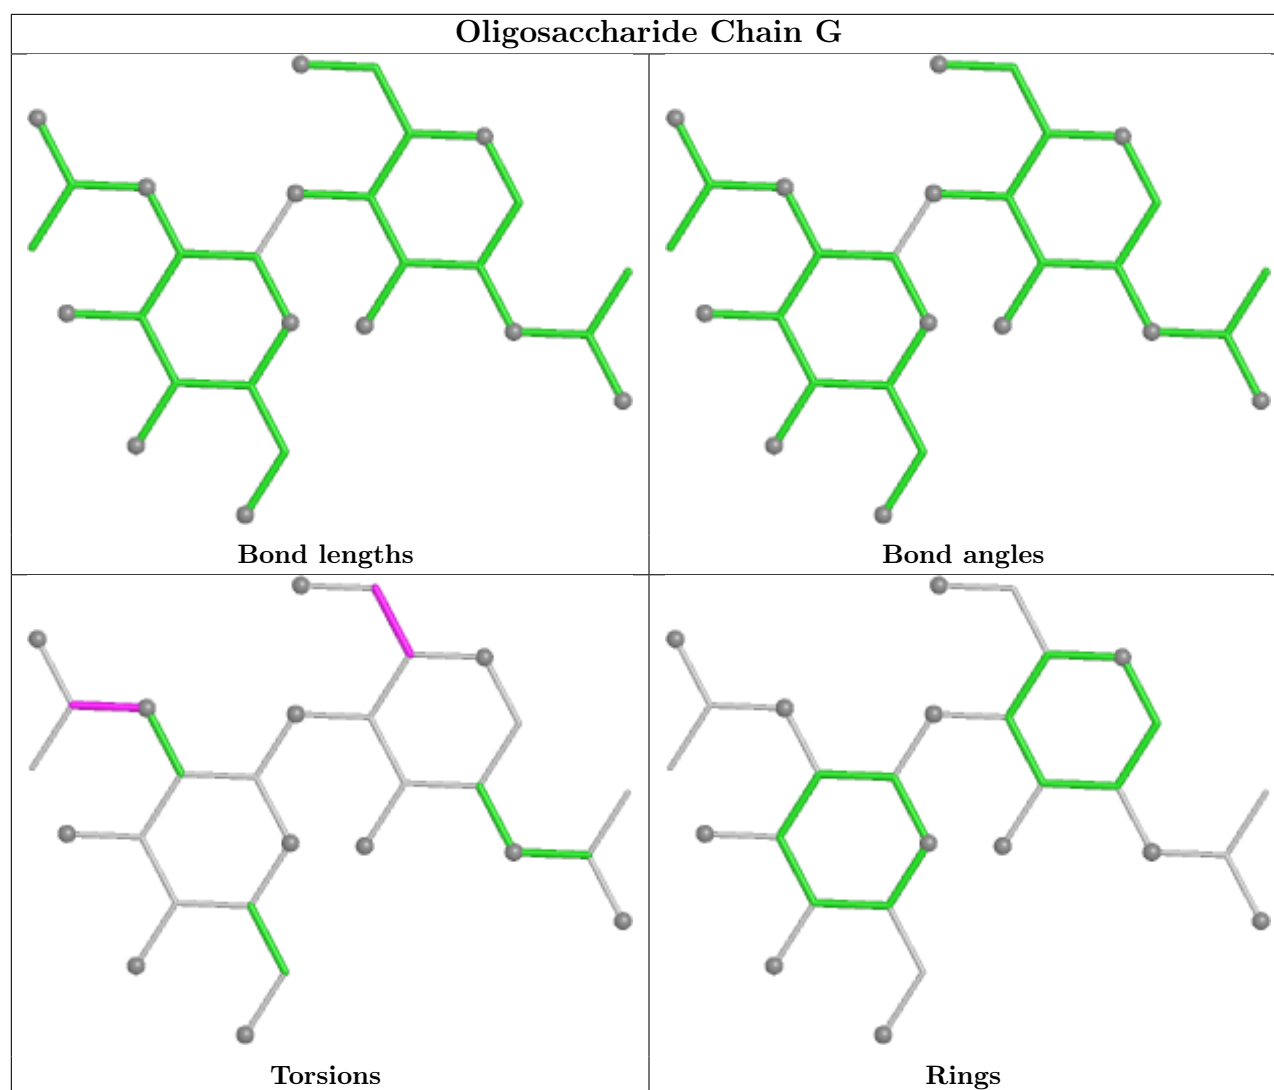 Oligosaccharide Chain G
Bond lengths
Bond angles
Torsions
Rings